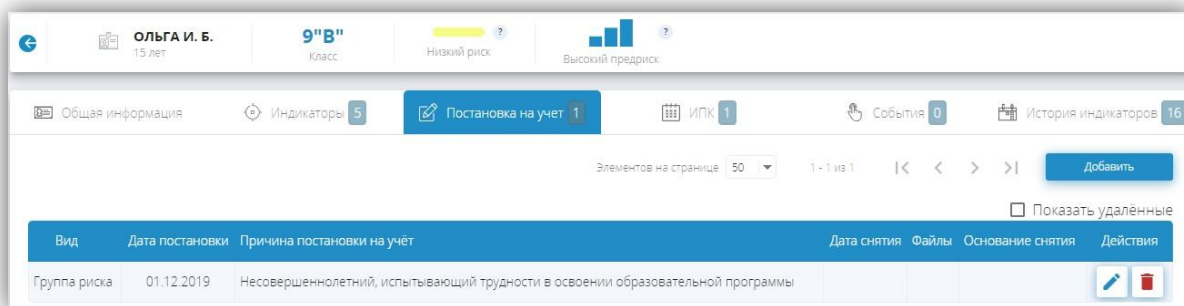 ОЛЬГА И. Б.
15 лет
9"В"
Класс
?
Низкий риск
?
Высокий предриск
Общая информация
Индикаторы 5
Постановка на учет 1
ИПК 1
События 0
История индикаторов 16
Элементов на странице 50
1 - 1 из 1
Добавить
Показать удалённые
Вид Дата постановки Причина постановки на учёт Дата снятия Файлы Основание снятия Действия
Группа риска 01.12.2019 Несовершеннолетний, испытывающий трудности в освоении образовательной программы